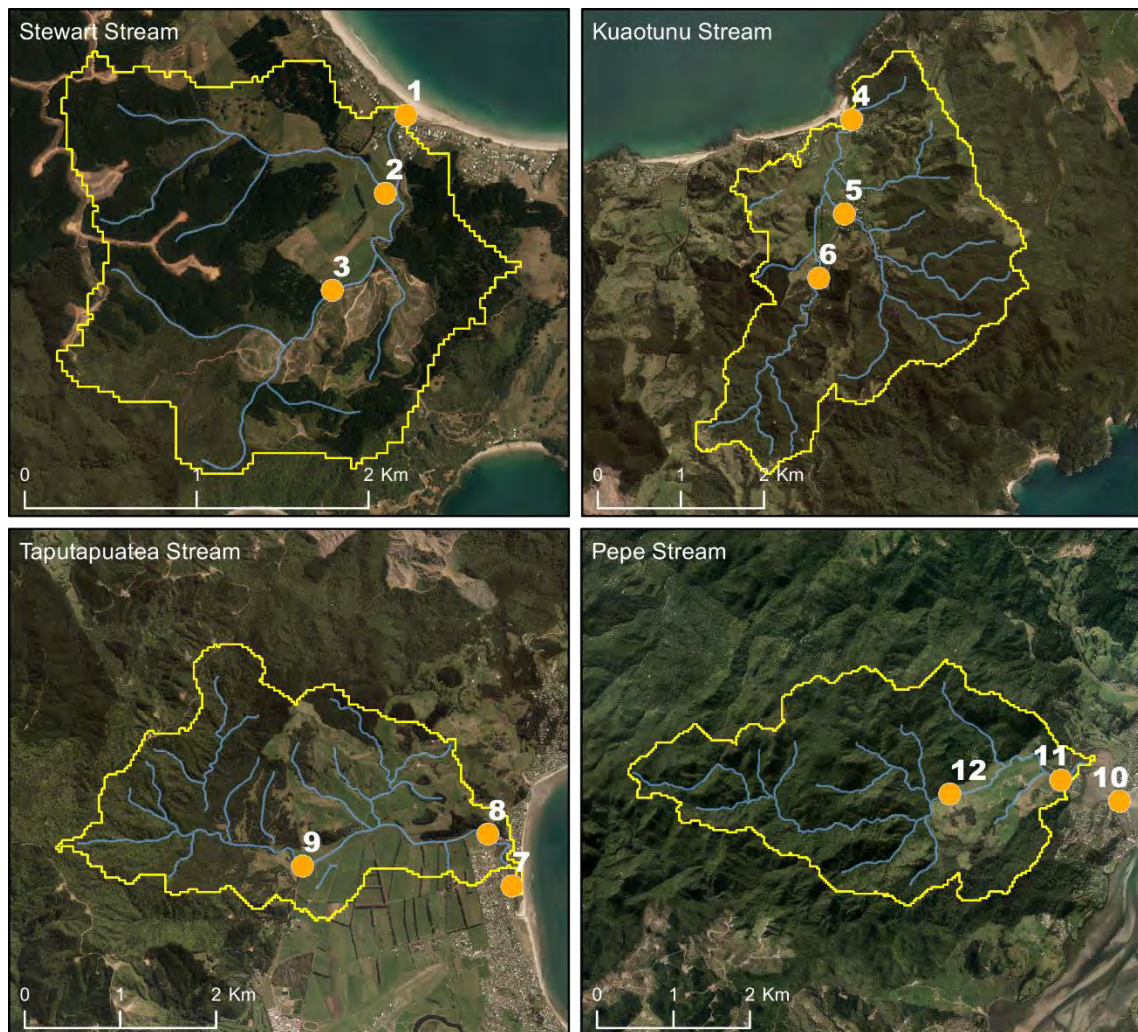 Stewart Stream
1
2
3
0 1 2 Km
Kuaotunu Stream
4
5
6
0 1 2 Km
Taputapuatea Stream
8
7
9
0 1 2 Km
Pepe Stream
11
12
10
0 1 2 Km